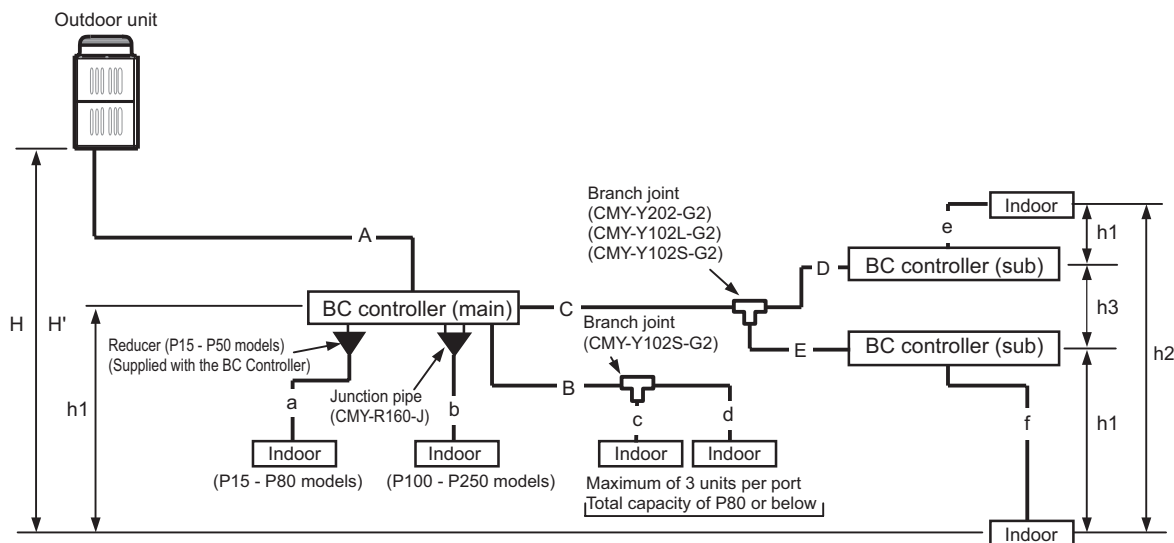 Outdoor unit
Branch joint
(CMY-Y202-G2)
(CMY-Y102L-G2)
(CMY-Y102S-G2)
Indoor
e
h1
A
D
BC controller (sub)
BC controller (main)
C
H
H'
Branch joint
(CMY-Y102S-G2)
E
h3
BC controller (sub)
h2
Reducer (P15 - P50 models)
(Supplied with the BC Controller)
h1
a
Junction pipe
(CMY-R160-J)
b
B
c
d
f
h1
Indoor
Indoor
Indoor
Indoor
(P15 - P80 models)
(P100 - P250 models)
Maximum of 3 units per port
Total capacity of P80 or below
Indoor